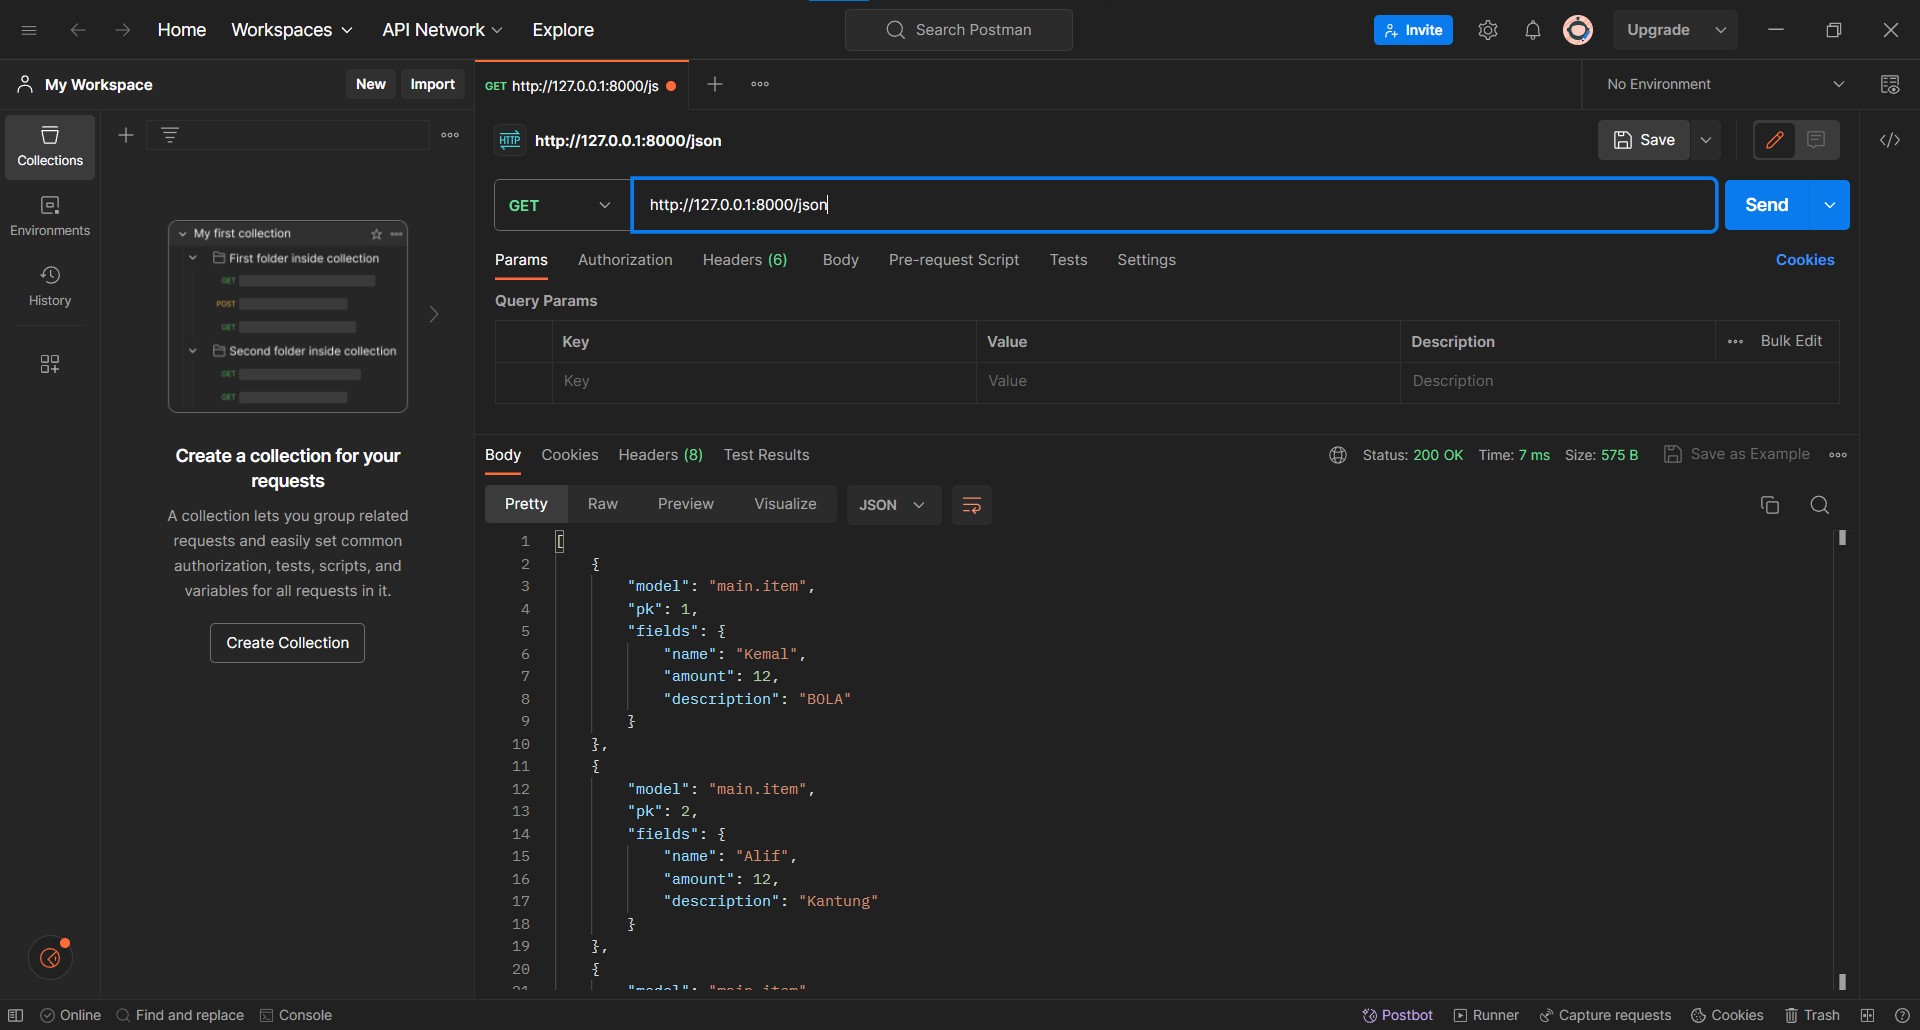 Home Workspaces API Network Explore Search Postman Invite Upgrade
My Workspace New Import GET http://127.0.0.1:8000/js No Environment
Collections
Environments
History
My first collection
First folder inside collection
GET
POST
GET
Second folder inside collection
GET
GET
Create a collection for your
requests
A collection lets you group related
requests and easily set common
authorization, tests, scripts, and
variables for all requests in it.
Create Collection
HTTP http://127.0.0.1:8000/json Save
GET http://127.0.0.1:8000/json Send
Params Authorization Headers (6) Body Pre-request Script Tests Settings Cookies
Query Params
Key Value Description Bulk Edit
Key Value Description
Body Cookies Headers (8) Test Results Status: 200 OK Time: 7 ms Size: 575 B Save as Example
Pretty Raw Preview Visualize JSON
1 [
2 {
3 "model": "main.item",
4 "pk": 1,
5 "fields": {
6 "name": "Kemal",
7 "amount": 12,
8 "description": "BOLA"
9 }
10 },
11 {
12 "model": "main.item",
13 "pk": 2,
14 "fields": {
15 "name": "Alif",
16 "amount": 12,
17 "description": "Kantung"
18 }
19 },
20 {
21 "model": "main.item"
Online Find and replace Console Postbot Runner Capture requests Cookies Trash